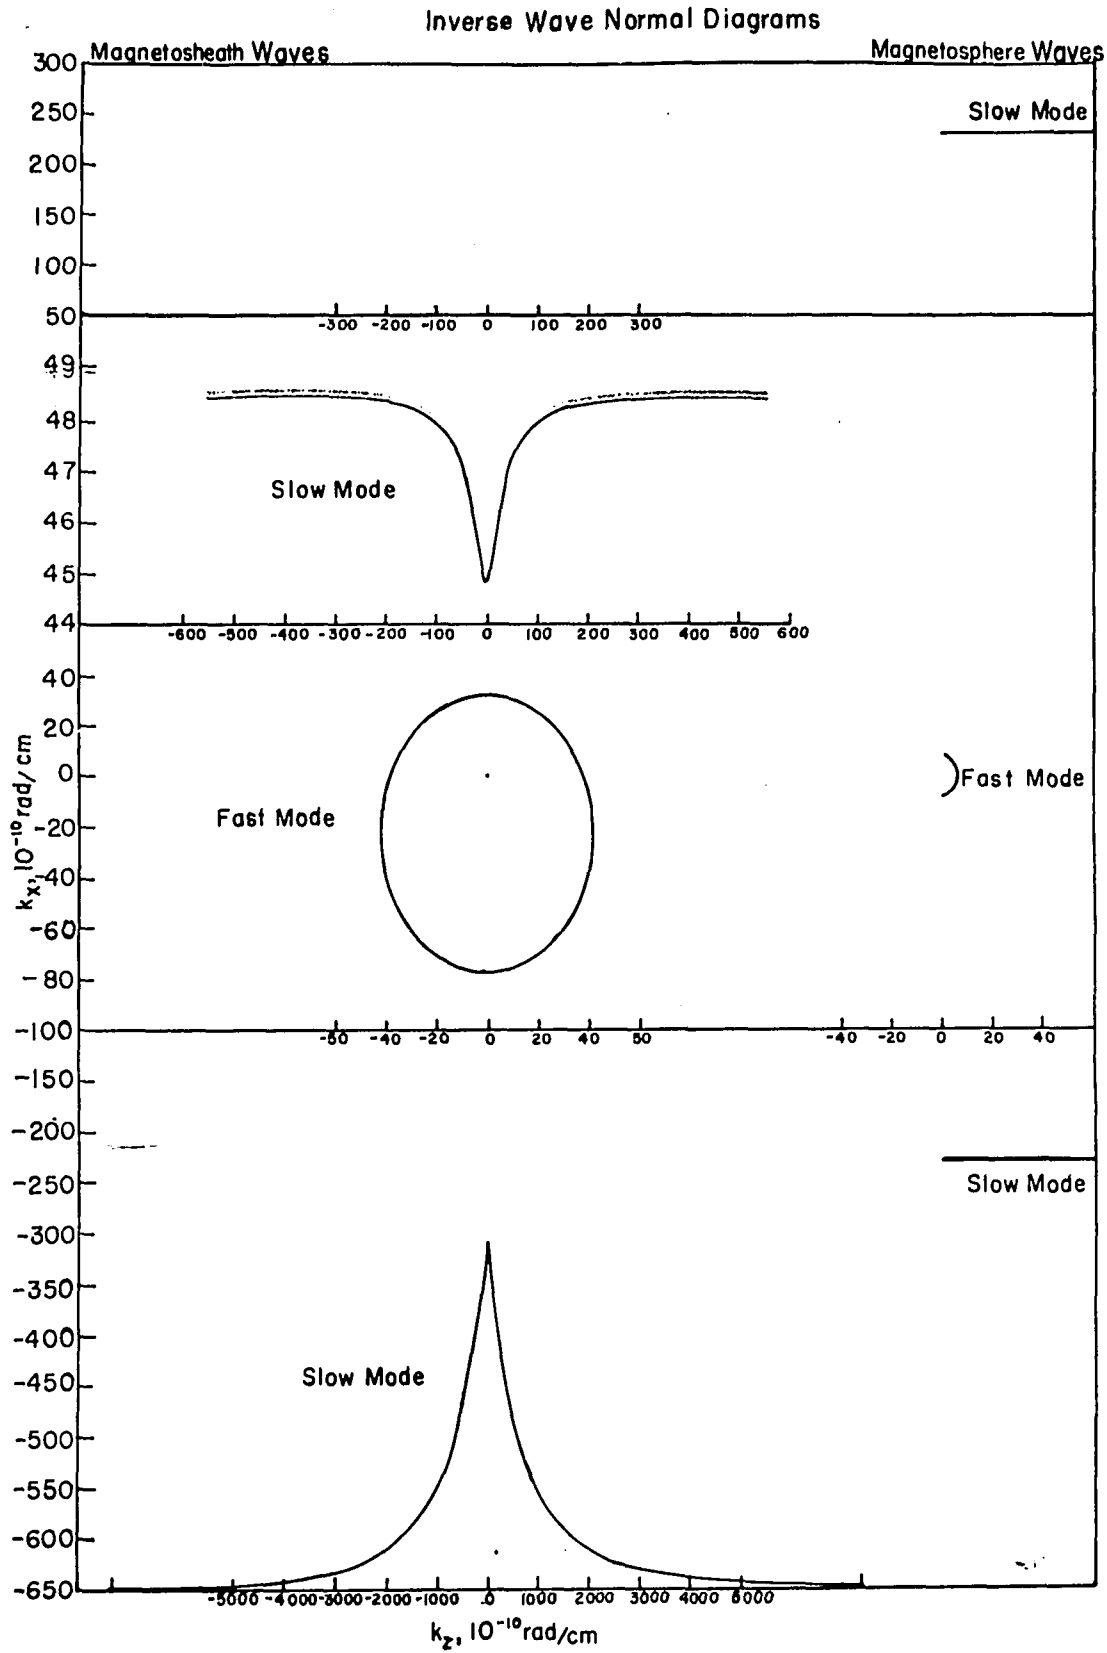 Inverse Wave Normal Diagrams
Magnetosheath Waves
Magnetosphere Waves
300
250
200
150
100
50
Slow Mode
-300 -200 -100 0 100 200 300
49
49
48
47
46
45
44
Slow Mode
-600 -500 -400 -300 -200 -100 0 100 200 300 400 500 600
40
20
0
-20
-40
-60
-80
-100
kx, 10⁻¹⁰ rad/cm
Fast Mode
Fast Mode
-50 -40 -20 0 20 40 50
-40 -20 0 20 40
-150
-200
-250
-300
-350
-400
-450
-500
-550
-600
-650
Slow Mode
Slow Mode
-5000 -4000 -3000 -2000 -1000 0 1000 2000 3000 4000 5000
kz, 10⁻¹⁰ rad/cm